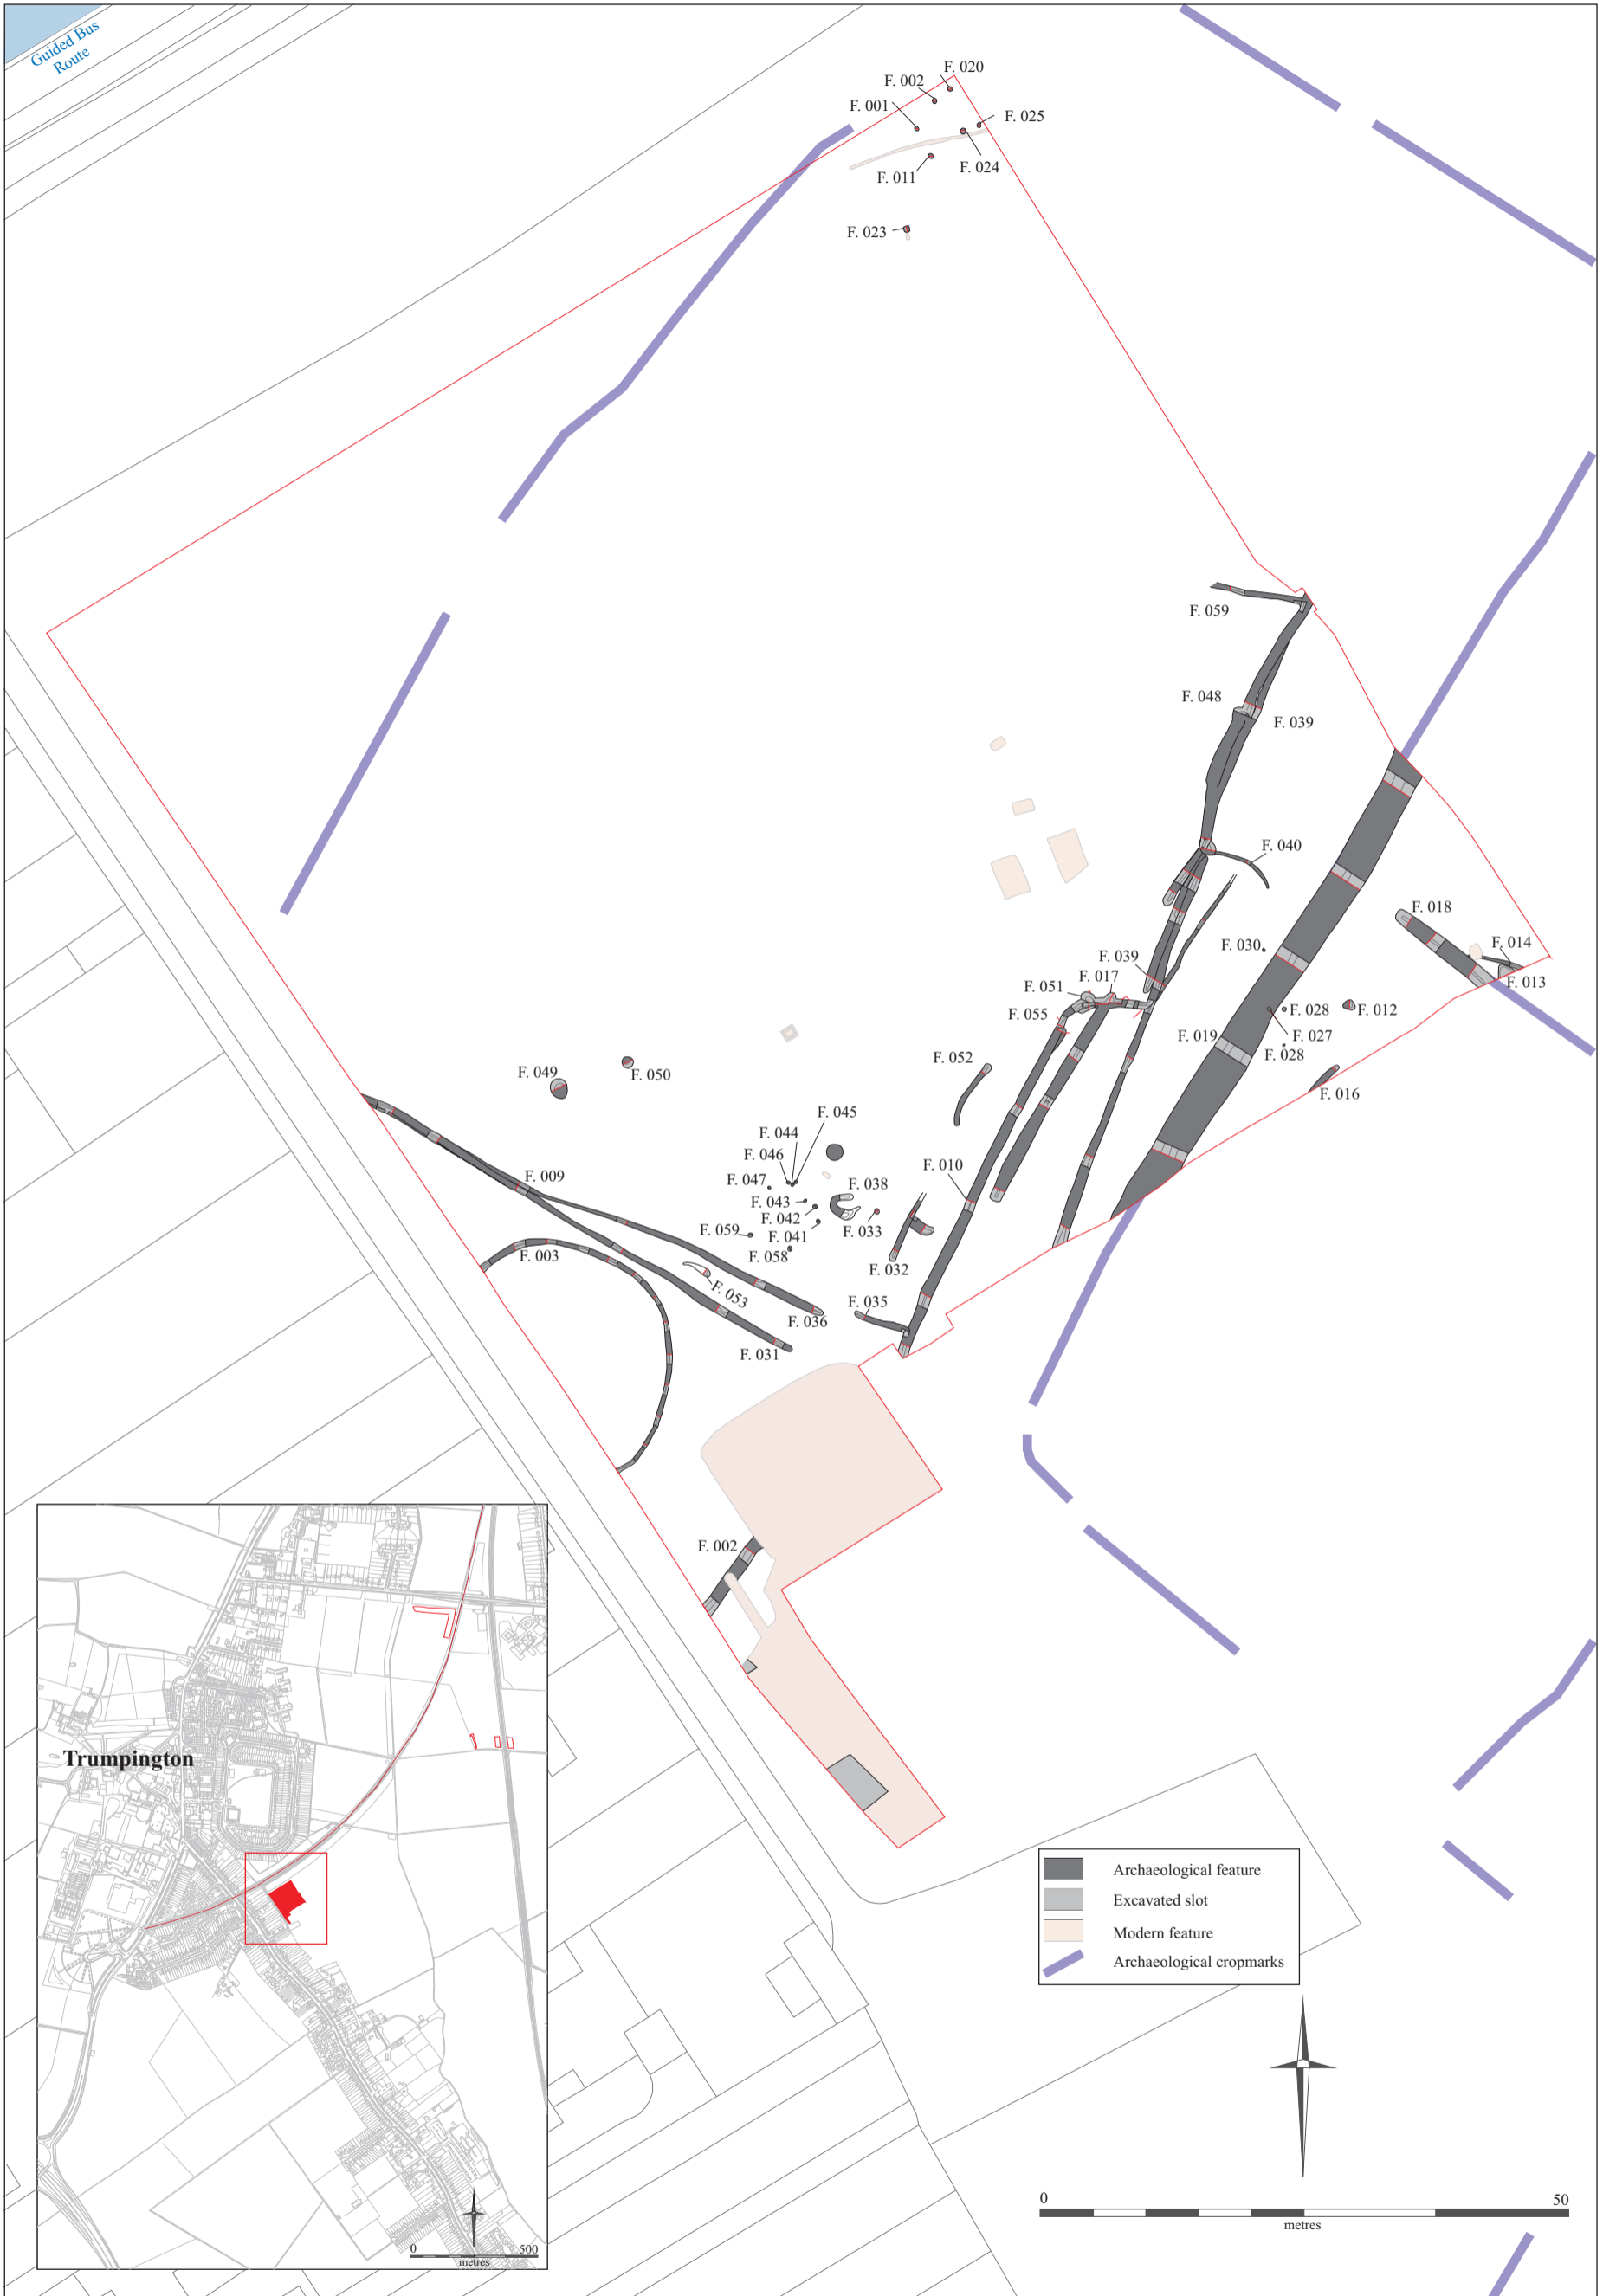 Guided Bus
Route
F. 020
F. 002
F. 001
F. 025
F. 024
F. 011
F. 023
F. 059
F. 048
F. 039
F. 040
F. 018
F. 030
F. 014
F. 039
F. 017
F. 013
F. 051
F. 055
F. 028
F. 012
F. 019
F. 027
F. 028
F. 052
F. 049
F. 050
F. 016
F. 045
F. 044
F. 046
F. 010
F. 009
F. 047
F. 038
F. 043
F. 042
F. 059
F. 041
F. 033
F. 003
F. 058
F. 032
F. 053
F. 035
F. 036
F. 031
F. 002
Trumpington
0
500
metres
Archaeological feature
Excavated slot
Modern feature
Archaeological cropmarks
0
50
metres